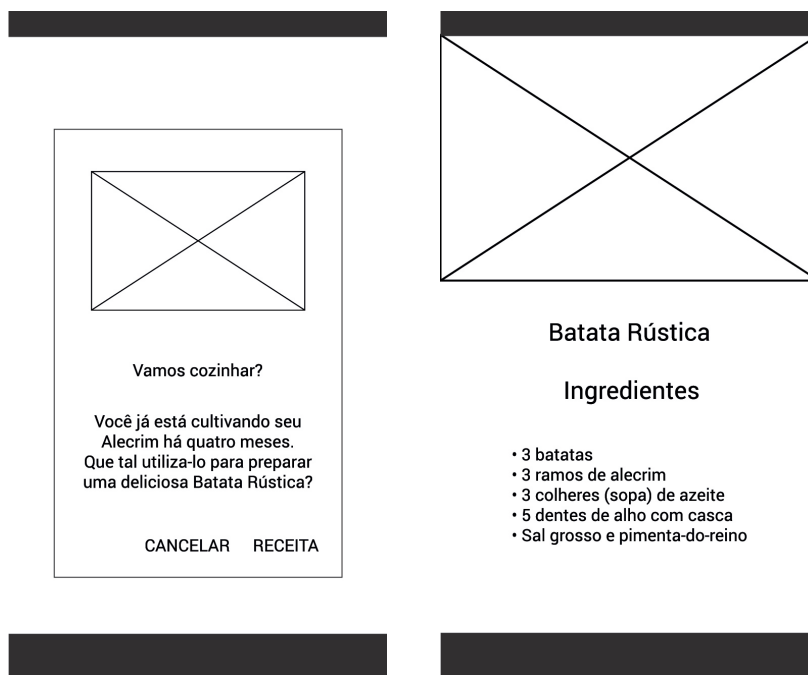 Vamos cozinhar?
Você já está cultivando seu
Alecrim há quatro meses.
Que tal utiliza-lo para preparar
uma deliciosa Batata Rústica?
CANCELAR RECEITA
Batata Rústica
Ingredientes
• 3 batatas
• 3 ramos de alecrim
• 3 colheres (sopa) de azeite
• 5 dentes de alho com casca
• Sal grosso e pimenta-do-reino